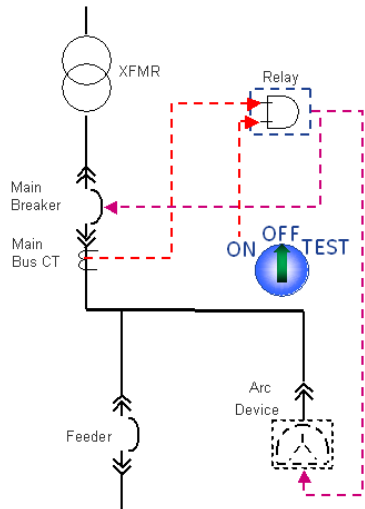 XFMR
Relay
Main
Breaker
OFF
ON
TEST
Main
Bus CT
Arc
Device
Feeder